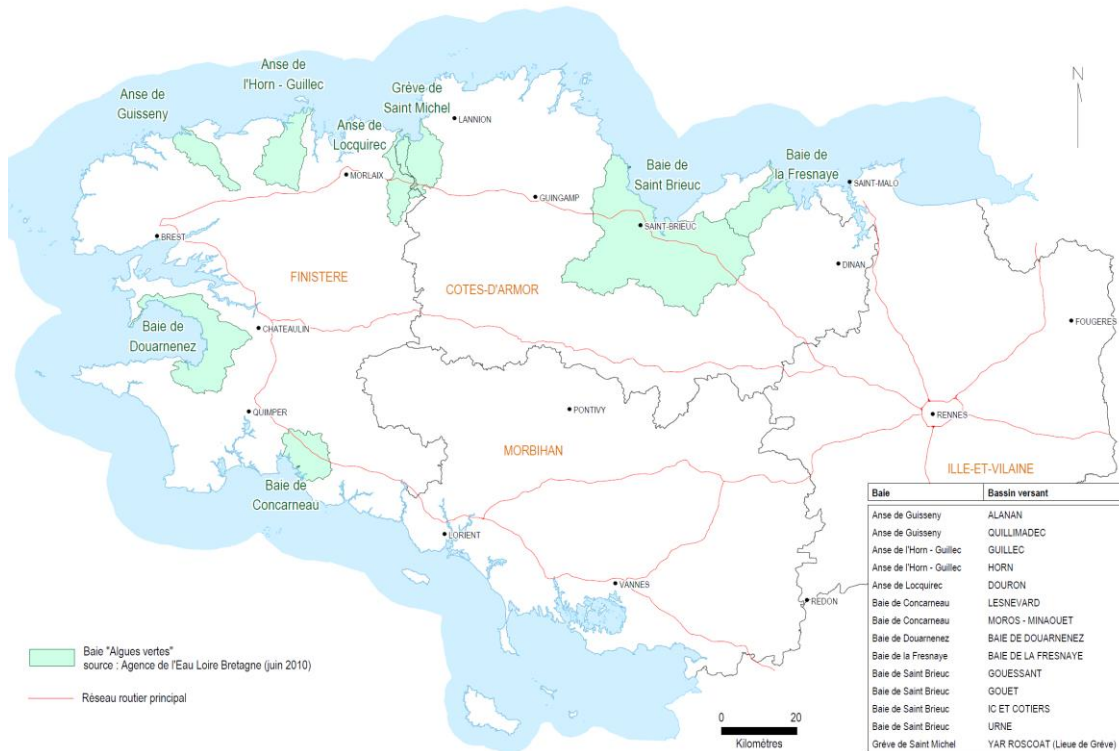 Anse de
l'Horn - Guillec
Anse de
Guisseny
Grève de
Saint Michel
Anse de
Locquirec
LANNION
N
Baie de
Saint Brieuc
Baie de
la Fresnaye
SAINT-MALO
MORLAIX
GUINGAMP
SAINT-BRIEUC
BREST
DINAN
FINISTERE
COTES-D'ARMOR
FOUGERES
CHATEAULIN
Baie de
Douarnenez
QUIMPER
PONTIVY
RENNES
MORBIHAN
ILLE-ET-VILAINE
Baie de
Concarneau
LORIENT
VANNES
REDON
Baie Bassin versant
Anse de Guisseny ALANAN
Anse de Guisseny QUILLIMADEC
Anse de l'Horn - Guillec GUILLEC
Anse de l'Horn - Guillec HORN
Anse de Locquirec DOURON
Baie de Concarneau LESNEVARD
Baie de Concarneau MOROS - MINAOUET
Baie de Douarnenez BAIE DE DOUARNENEZ
Baie de la Fresnaye BAIE DE LA FRESNAYE
Baie de Saint Brieuc GOUESSANT
Baie de Saint Brieuc GOUET
Baie de Saint Brieuc IC ET COTIERS
Baie de Saint Brieuc URNE
Grève de Saint Michel YAR ROSCOAT (Lieue de Grève)
Baie "Algues vertes"
source : Agence de l'Eau Loire Bretagne (juin 2010)
Réseau routier principal
0 20
Kilomètres